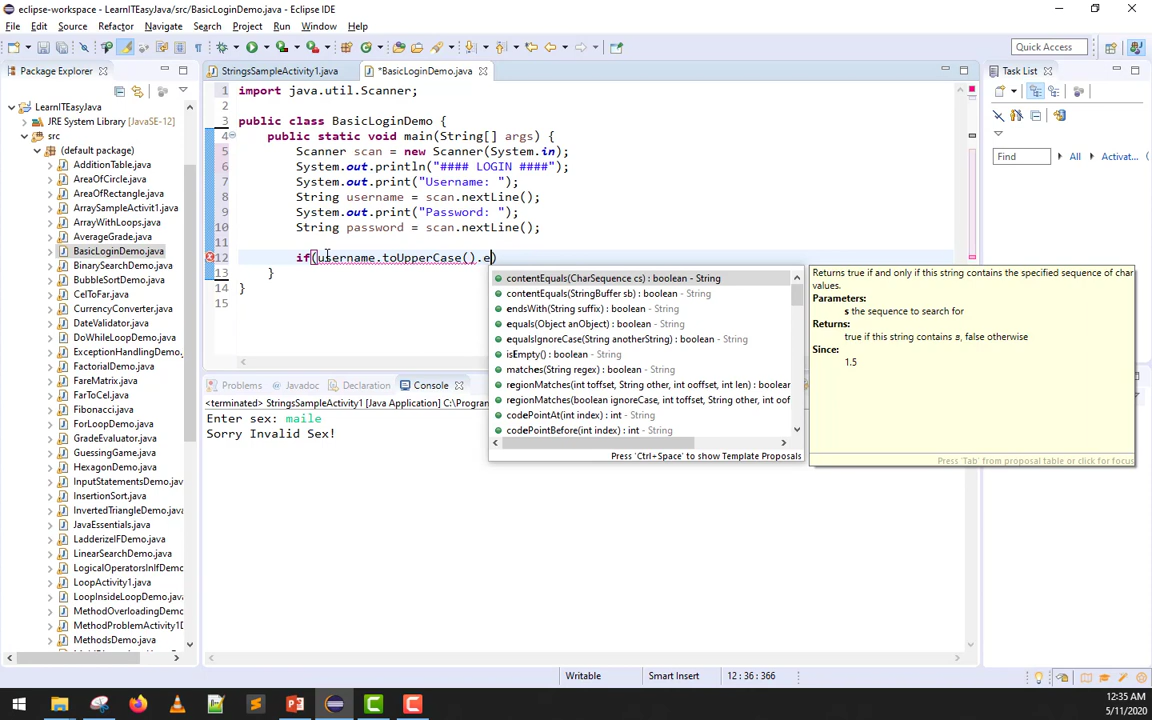 eclipse-workspace - LearnITEasyJava/src/BasicLoginDemo.java - Eclipse IDE
File Edit Source Refactor Navigate Search Project Run Window Help
Quick Access
Package Explorer
StringsSampleActivity1.java
*BasicLoginDemo.java
Task List
LearnITEasyJava
JRE System Library [JavaSE-12]
src
(default package)
AdditionTable.java
AreaOfCircle.java
AreaOfRectangle.java
ArraySampleActivit1.java
ArrayWithLoops.java
AverageGrade.java
BasicLoginDemo.java
BinarySearchDemo.java
BubbleSortDemo.java
CelToFar.java
CurrencyConverter.java
DateValidator.java
DoWhileLoopDemo.java
ExceptionHandlingDemo.
FactorialDemo.java
FareMatrix.java
FarToCel.java
Fibonacci.java
ForLoopDemo.java
GradeEvaluator.java
GuessingGame.java
HexagonDemo.java
InputStatementsDemo.java
InsertionSort.java
InvertedTriangleDemo.java
JavaEssentials.java
LadderizeIFDemo.java
LinearSearchDemo.java
LogicalOperatorsInIfDemo
LoopActivity1.java
LoopInsideLoopDemo.java
MethodOverloadingDemo
MethodProblemActivity1D
MethodsDemo.java
1 import java.util.Scanner;
2
3 public class BasicLoginDemo {
4 public static void main(String[] args) {
5 Scanner scan = new Scanner(System.in);
6 System.out.println("#### LOGIN ####");
7 System.out.print("Username: ");
8 String username = scan.nextLine();
9 System.out.print("Password: ");
10 String password = scan.nextLine();
11
12 if(username.toUpperCase().e)
13 }
14 }
15
contentEquals(CharSequence cs) : boolean - String
contentEquals(StringBuffer sb) : boolean - String
endsWith(String suffix) : boolean - String
equals(Object anObject) : boolean - String
equalsIgnoreCase(String anotherString) : boolean - String
isEmpty() : boolean - String
matches(String regex) : boolean - String
regionMatches(int toffset, String other, int ooffset, int len) : boolean
regionMatches(boolean ignoreCase, int toffset, String other, int oof
codePointAt(int index) : int - String
codePointBefore(int index) : int - String
Press 'Ctrl+Space' to show Template Proposals
Returns true if and only if this string contains the specified sequence of char
values.
Parameters:
s the sequence to search for
Returns:
true if this string contains s, false otherwise
Since:
1.5
Press 'Tab' from proposal table or click for focus
Find All Activat...
Problems Javadoc Declaration Console
<terminated> StringsSampleActivity1 [Java Application] C:\Program
Enter sex: maile
Sorry Invalid Sex!
Writable Smart Insert 12 : 36 : 366
12:35 AM
5/11/2020